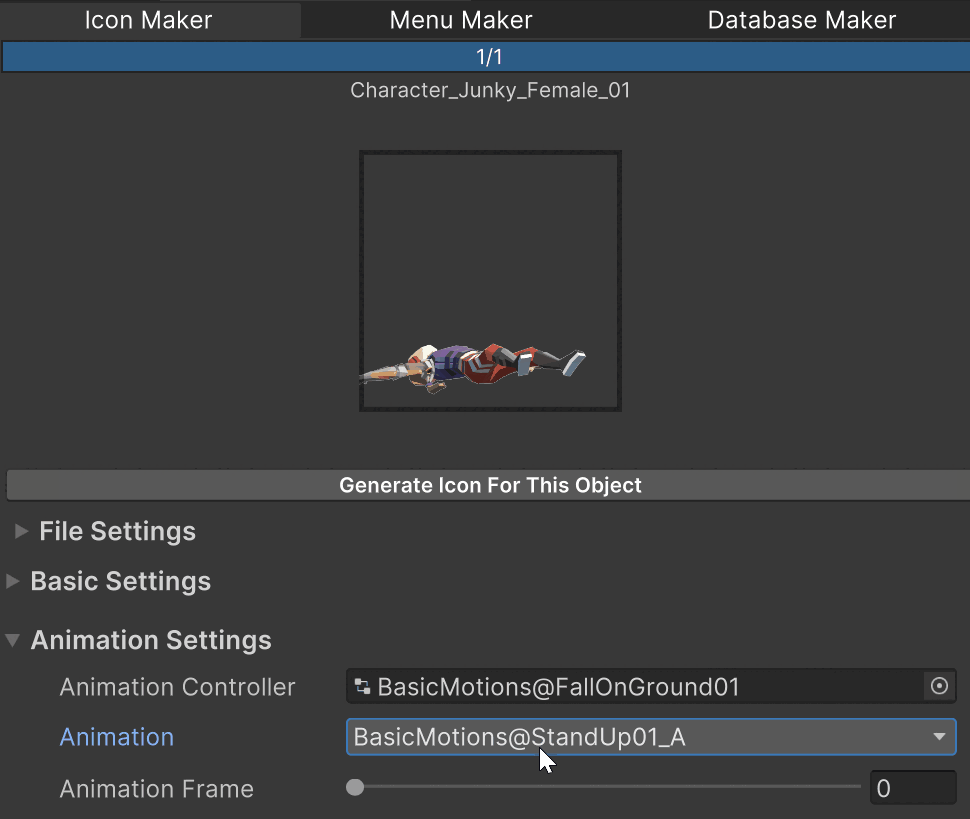 Icon Maker Menu Maker Database Maker
1/1
Character_Junky_Female_01
Generate Icon For This Object
File Settings
Basic Settings
Animation Settings
Animation Controller BasicMotions@FallOnGround01
Animation BasicMotions@StandUp01_A
Animation Frame 0